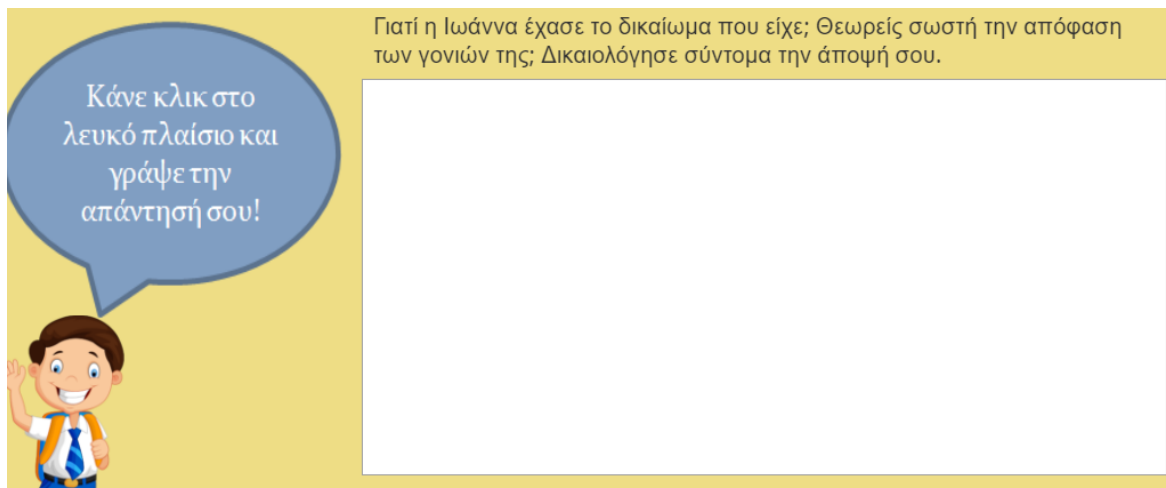 Γιατί η Ιωάννα έχασε το δικαίωμα που είχε; Θεωρείς σωστή την απόφαση
των γονιών της; Δικαιολόγησε σύντομα την άποψή σου.
Κάνε κλικ στο
λευκό πλαίσιο και
γράψε την
απάντησή σου!